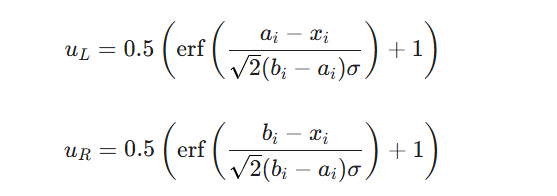 $u_L = 0.5 \left( \operatorname{erf} \left( \frac{a_i - x_i}{\sqrt{2}(b_i - a_i)\sigma} \right) + 1 \right)$
$u_R = 0.5 \left( \operatorname{erf} \left( \frac{b_i - x_i}{\sqrt{2}(b_i - a_i)\sigma} \right) + 1 \right)$